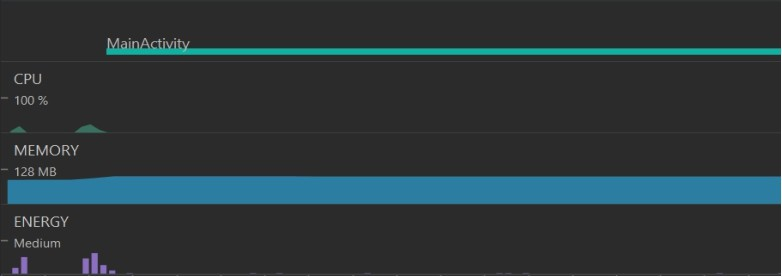 MainActivity
CPU
100 %
MEMORY
128 MB
ENERGY
Medium